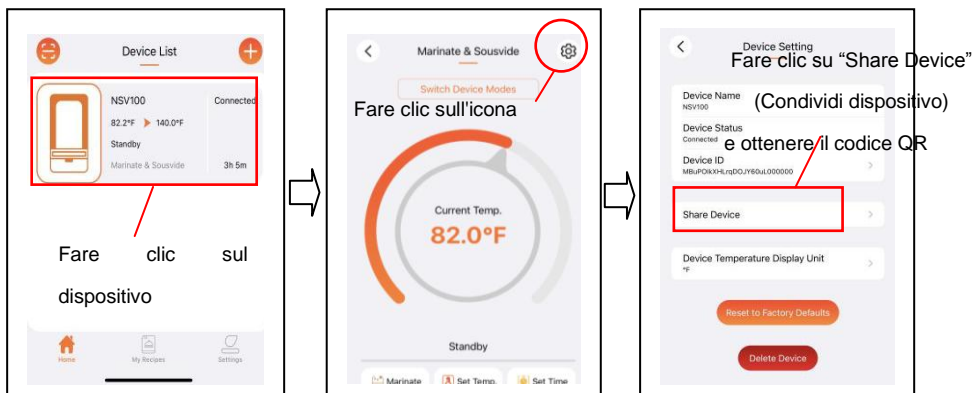 Device List
NSV100
Connected
82.2°F
140.0°F
Standby
Marinate & Sousvide
3h 5m
Fare clic sul
dispositivo
Home
My Recipes
Settings
Marinate & Sousvide
Switch Device Modes
Fare clic sull'icona
Current Temp.
82.0°F
Standby
Marinate
Set Temp.
Set Time
Device Setting
Fare clic su “Share Device”
Device Name
NSV100
(Condividi dispositivo)
Device Status
Connected
e ottenere il codice QR
Device ID
Share Device
Device Temperature Display Unit
°F
Reset to Factory Defaults
Delete Device